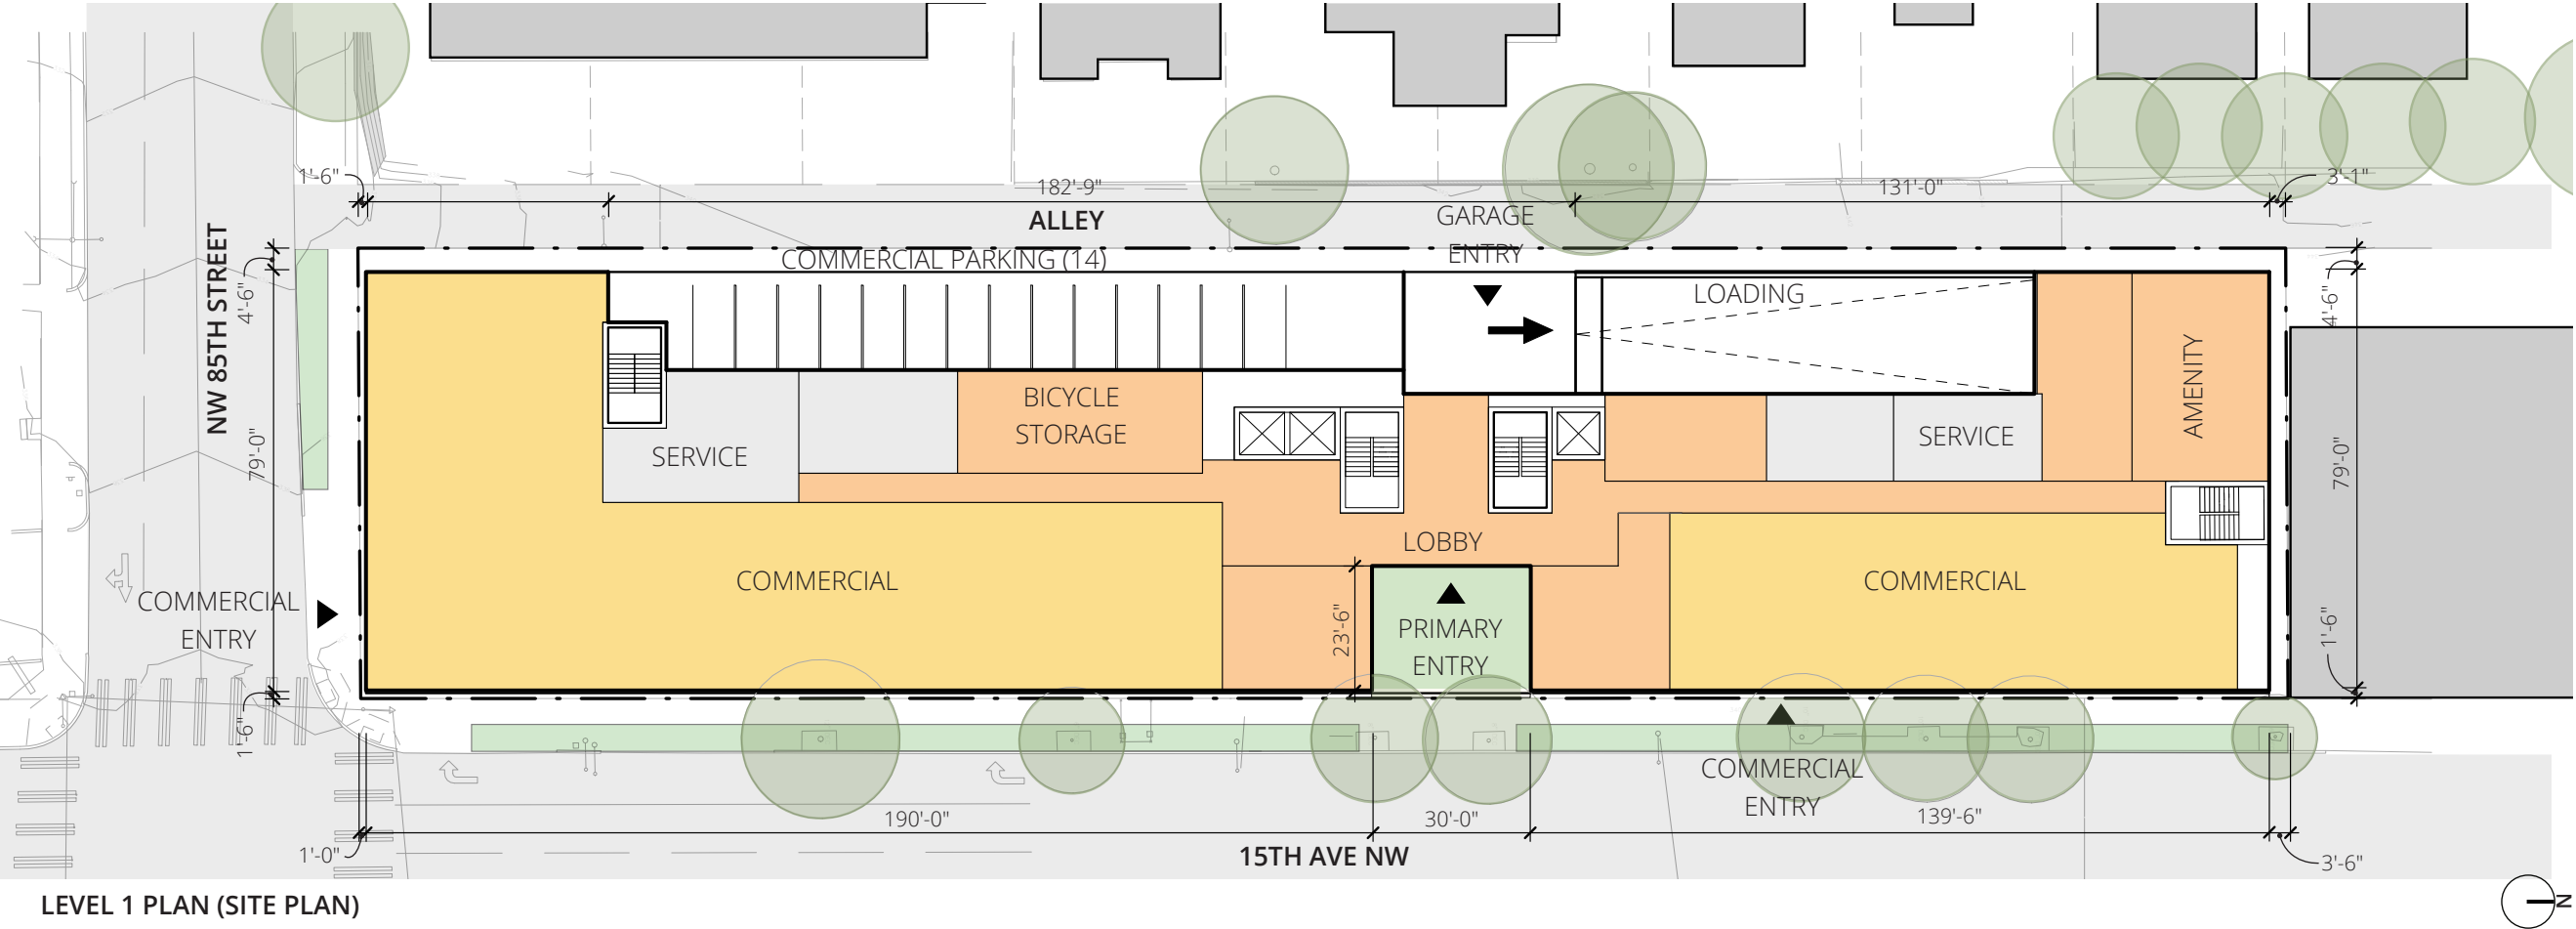 1'-6"
182'-9"
131'-0"
3'-1"
ALLEY
GARAGE
ENTRY
COMMERCIAL PARKING (14)
LOADING
NW 85TH STREET
4'-6"
79'-0"
1'-6"
4'-6"
79'-0"
1'-6"
AMENITY
BICYCLE
STORAGE
SERVICE
SERVICE
LOBBY
COMMERCIAL
COMMERCIAL
COMMERCIAL
ENTRY
23'-6"
PRIMARY
ENTRY
COMMERCIAL
ENTRY
190'-0"
30'-0"
139'-6"
1'-0"
3'-6"
15TH AVE NW
LEVEL 1 PLAN (SITE PLAN)
N